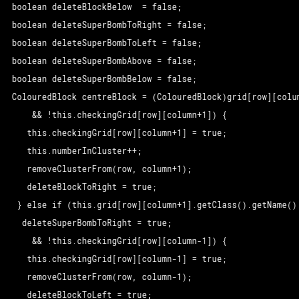 boolean deleteBlockBelow  = false;
boolean deleteSuperBombToRight = false;
boolean deleteSuperBombToLeft = false;
boolean deleteSuperBombAbove = false;
boolean deleteSuperBombBelow = false;
ColouredBlock centreBlock = (ColouredBlock)grid[row][colum
&& !this.checkingGrid[row][column+1]) {
this.checkingGrid[row][column+1] = true;
this.numberInCluster++;
removeClusterFrom(row, column+1);
deleteBlockToRight = true;
} else if (this.grid[row][column+1].getClass().getName()
deleteSuperBombToRight = true;
&& !this.checkingGrid[row][column-1]) {
this.checkingGrid[row][column-1] = true;
removeClusterFrom(row, column-1);
deleteBlockToLeft = true;